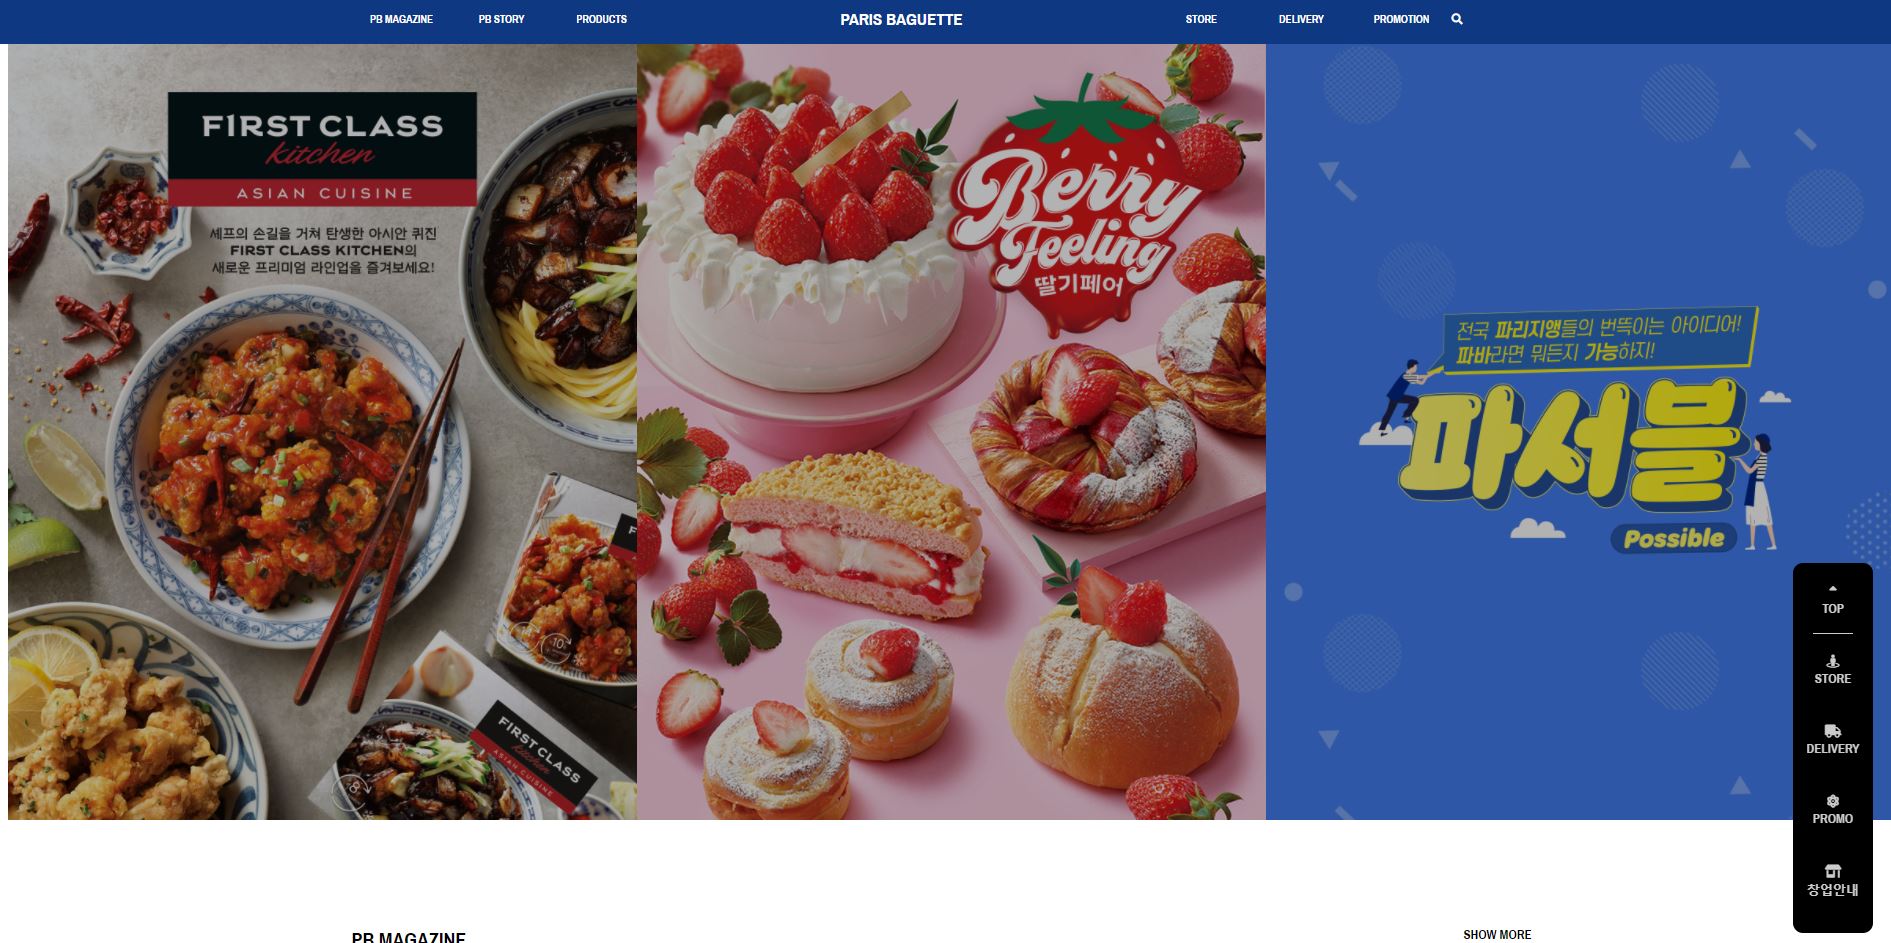 PB MAGAZINE
PB STORY
PRODUCTS
PARIS BAGUETTE
STORE
DELIVERY
PROMOTION
FIRST CLASS
kitchen
ASIAN CUISINE
셰프의 손길을 거쳐 탄생한 아시안 퀴진
FIRST CLASS KITCHEN의
새로운 프리미엄 라인업을 즐겨보세요!
FIRST CLASS
kitchen
ASIAN CUISINE
Berry
Feeling
딸기페어
전국 파리지앵들의 번뜩이는 아이디어!
파바라면 뭐든지 가능하지!
파서블
Possible
TOP
STORE
DELIVERY
PROMO
창업안내
PB MAGAZINE
SHOW MORE